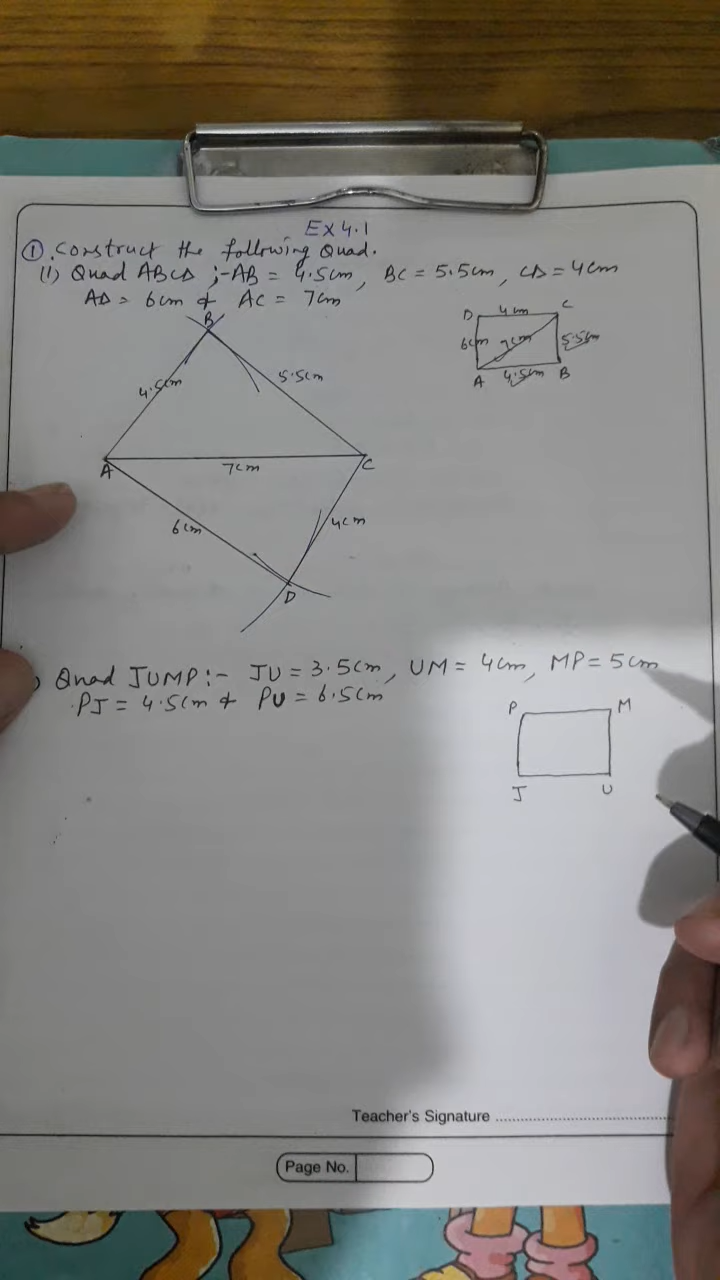 Ex 4.1
① Construct the following Quad.
(i) Quad ABCD :- AB = 4.5cm, BC = 5.5cm, CD = 4cm
AD = 6cm & AC = 7cm
D 4cm C
6cm 7cm 5.5cm
A 4.5cm B
B
4.5cm 5.5cm
A 7cm C
6cm 4cm
D
) Quad JUMP :- JU = 3.5cm, UM = 4cm, MP = 5cm
PJ = 4.5cm & PU = 6.5cm
P M
J U
Teacher's Signature
Page No.